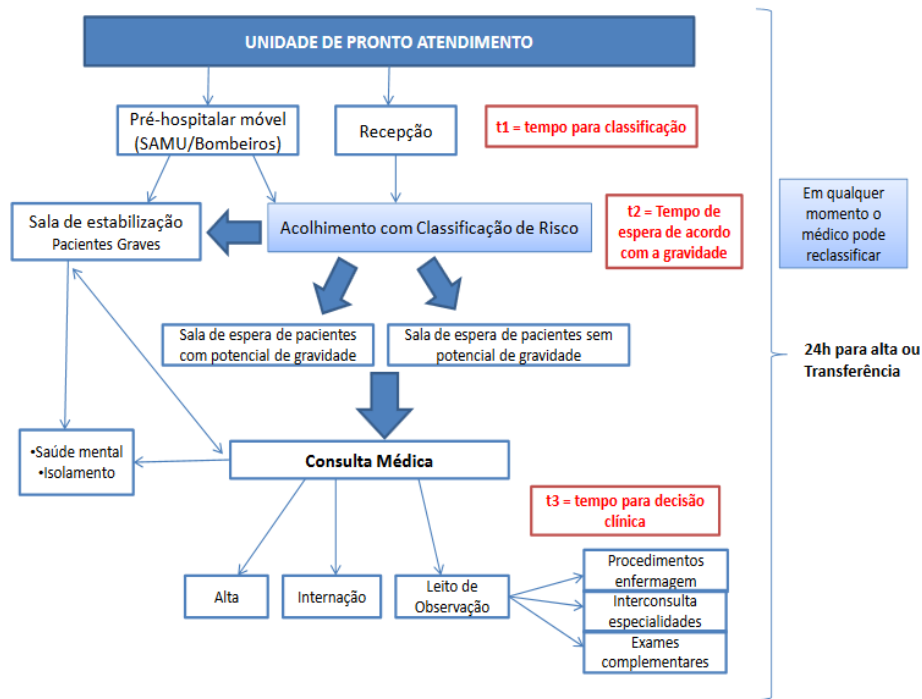 UNIDADE DE PRONTO ATENDIMENTO
Pré-hospitalar móvel
(SAMU/Bombeiros)
Recepção
t1 = tempo para classificação
Sala de estabilização
Pacientes Graves
Acolhimento com Classificação de Risco
t2 = Tempo de
espera de acordo
com a gravidade
Em qualquer
momento o
médico pode
reclassificar
Sala de espera de pacientes
com potencial de gravidade
Sala de espera de pacientes sem
potencial de gravidade
24h para alta ou
Transferência
•Saúde mental
•Isolamento
Consulta Médica
t3 = tempo para decisão
clínica
Alta
Internação
Leito de
Observação
Procedimentos
enfermagem
Interconsulta
especialidades
Exames
complementares